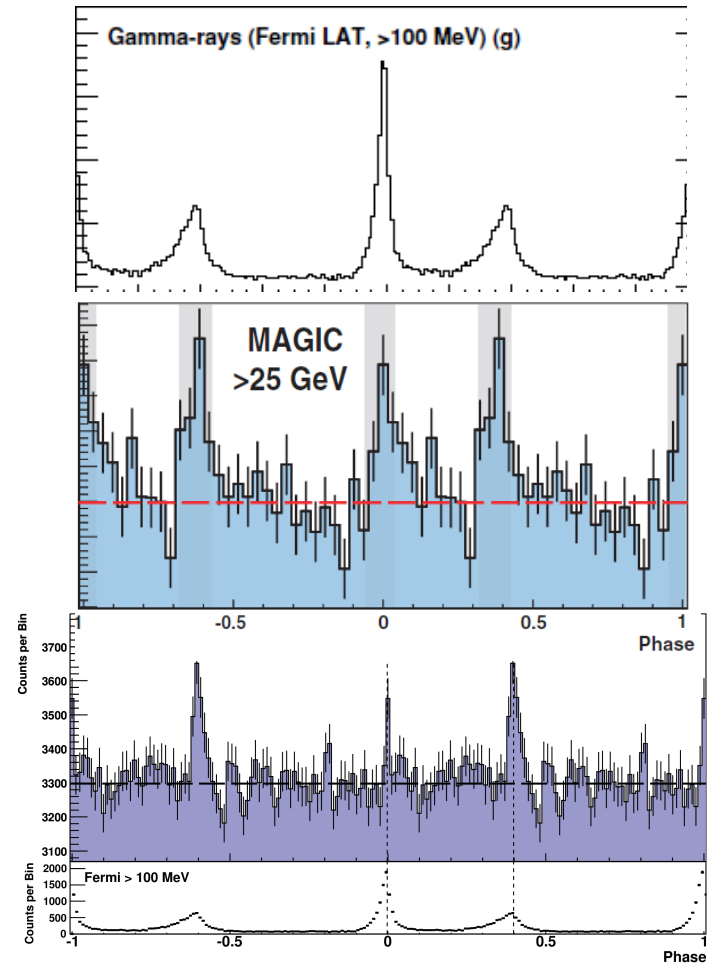 Gamma-rays (Fermi LAT, >100 MeV) (g)
MAGIC
>25 GeV
1 -0.5 0 0.5 1
Phase
Counts per Bin
3700
3600
3500
3400
3300
3200
3100
Counts per Bin
Fermi > 100 MeV
2000
1500
1000
500
0
-1 -0.5 0 0.5 1
Phase